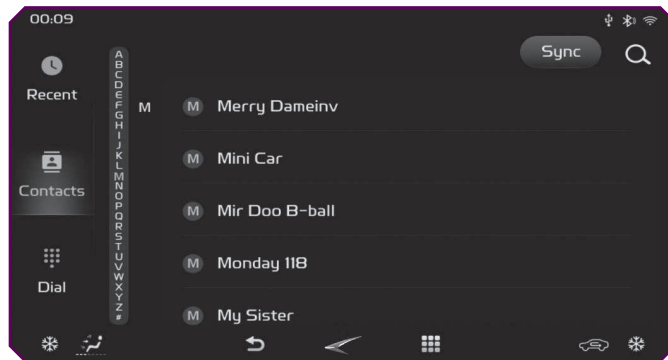 00:09
Sync
Recent
Contacts
Dial
A
B
C
D
E
F
G
H
I
J
K
L
M
N
O
P
Q
R
S
T
U
V
W
X
Y
Z
#
M
M Merry Dameinv
M Mini Car
M Mir Doo B-ball
M Monday 118
M My Sister